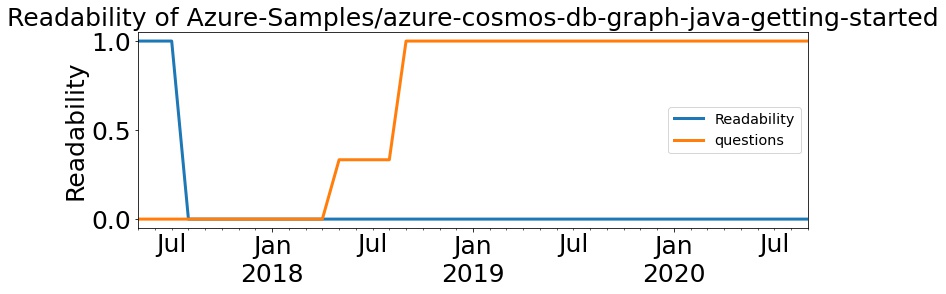 Readability of Azure-Samples/azure-cosmos-db-graph-java-getting-started
Readability
1.0
0.5
0.0
Readability
questions
Jul Jan Jul Jan Jul Jan Jul
2018 2019 2020